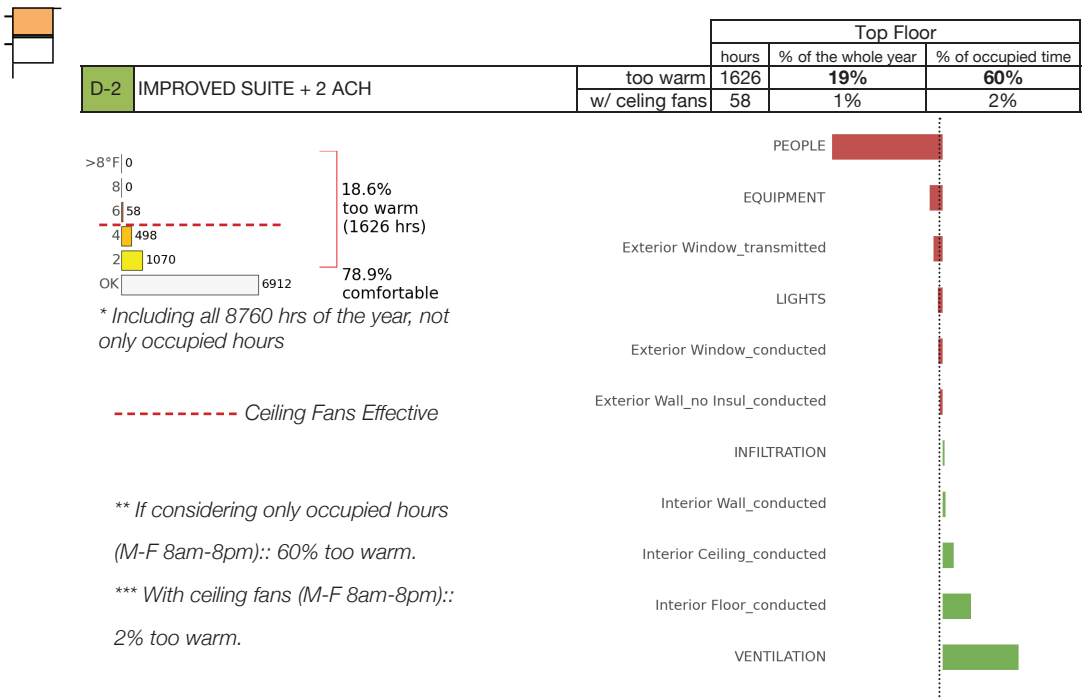 Top Floor
hours % of the whole year % of occupied time
D-2 IMPROVED SUITE + 2 ACH too warm 1626 19% 60%
w/ celing fans 58 1% 2%
>8°F 0
8 0
6 58
4 498
2 1070
OK 6912
18.6%
too warm
(1626 hrs)
78.9%
comfortable
* Including all 8760 hrs of the year, not
only occupied hours
Ceiling Fans Effective
** If considering only occupied hours
(M-F 8am-8pm):: 60% too warm.
*** With ceiling fans (M-F 8am-8pm)::
2% too warm.
PEOPLE
EQUIPMENT
Exterior Window_transmitted
LIGHTS
Exterior Window_conducted
Exterior Wall_no Insul_conducted
INFILTRATION
Interior Wall_conducted
Interior Ceiling_conducted
Interior Floor_conducted
VENTILATION